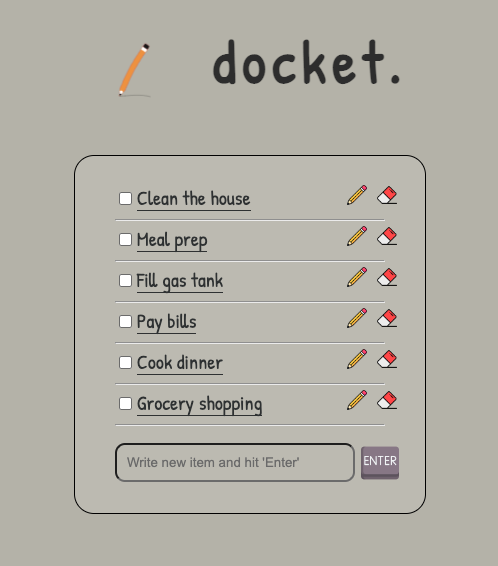 docket.
Clean the house
Meal prep
Fill gas tank
Pay bills
Cook dinner
Grocery shopping
Write new item and hit 'Enter'
ENTER